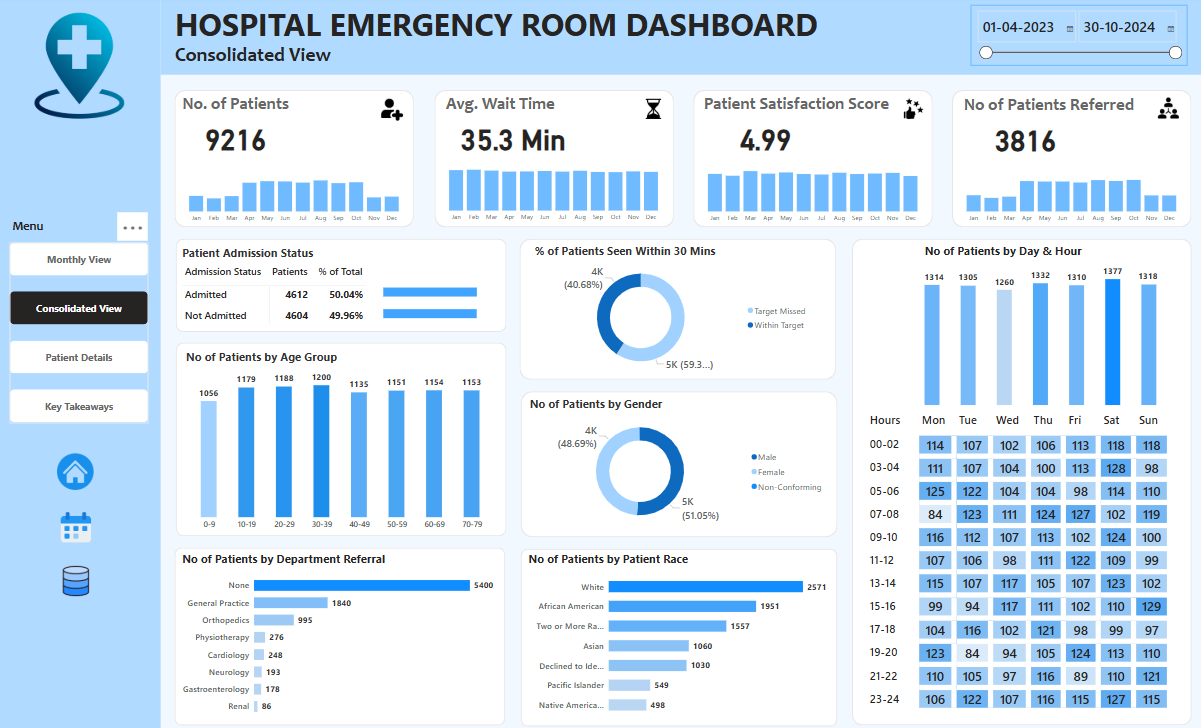 HOSPITAL EMERGENCY ROOM DASHBOARD
Consolidated View
01-04-2023 30-10-2024
Menu
...
Monthly View
Consolidated View
Patient Details
Key Takeaways
No. of Patients
9216
Jan Feb Mar Apr May Jun Jul Aug Sep Oct Nov Dec
Avg. Wait Time
35.3 Min
Jan Feb Mar Apr May Jun Jul Aug Sep Oct Nov Dec
Patient Satisfaction Score
4.99
Jan Feb Mar Apr May Jun Jul Aug Sep Oct Nov Dec
No of Patients Referred
3816
Jan Feb Mar Apr May Jun Jul Aug Sep Oct Nov Dec
Patient Admission Status
Admission Status Patients % of Total
Admitted 4612 50.04%
Not Admitted 4604 49.96%
No of Patients by Age Group
1056 1179 1188 1200 1135 1151 1154 1153
0-9 10-19 20-29 30-39 40-49 50-59 60-69 70-79
No of Patients by Department Referral
None 5400
General Practice 1840
Orthopedics 995
Physiotherapy 276
Cardiology 248
Neurology 193
Gastroenterology 178
Renal 86
% of Patients Seen Within 30 Mins
4K
(40.68%)
5K (59.3...)
Target Missed
Within Target
No of Patients by Gender
4K
(48.69%)
5K
(51.05%)
Male
Female
Non-Conforming
No of Patients by Patient Race
White 2571
African American 1951
Two or More Ra... 1557
Asian 1060
Declined to Ide... 1030
Pacific Islander 549
Native America... 498
No of Patients by Day & Hour
1314 1305 1260 1332 1310 1377 1318
Hours Mon Tue Wed Thu Fri Sat Sun
00-02 114 107 102 106 113 118 118
03-04 111 107 104 100 113 128 98
05-06 125 122 104 104 98 114 110
07-08 84 123 111 124 127 102 119
09-10 116 112 107 113 102 124 100
11-12 107 106 98 111 122 109 99
13-14 115 107 117 105 107 123 102
15-16 99 94 117 111 102 110 129
17-18 104 116 102 121 98 99 97
19-20 123 84 94 105 124 113 110
21-22 110 105 97 116 89 110 121
23-24 106 122 107 116 115 127 115